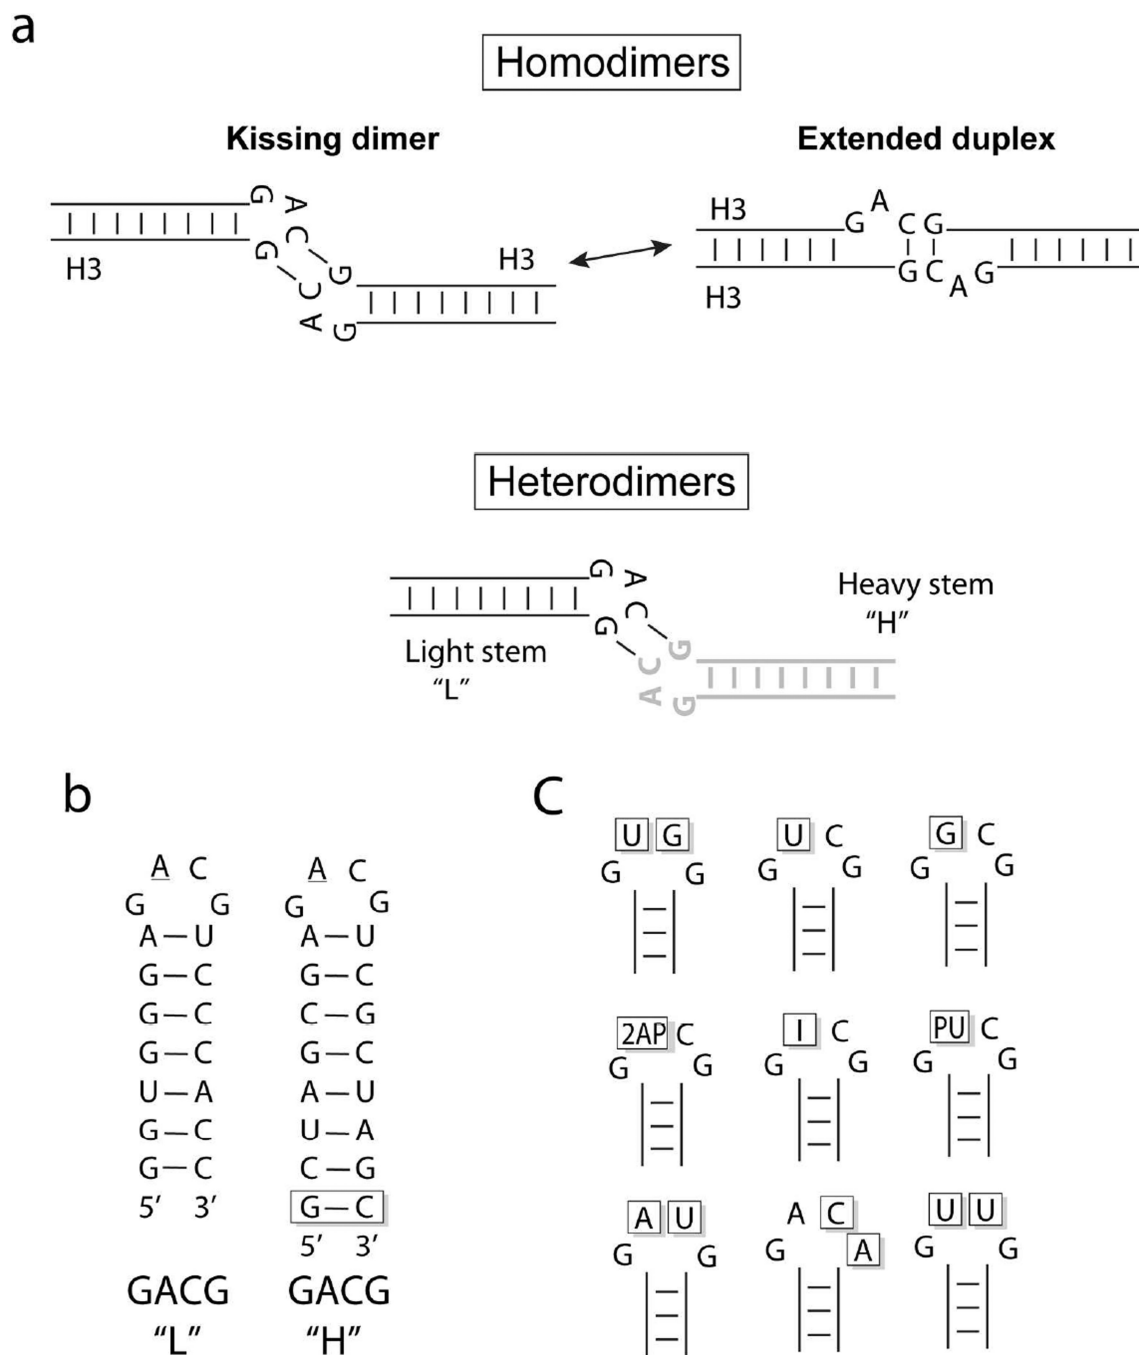 a
Homodimers
Kissing dimer
Extended duplex
G A
G C G
C
A G
H3
H3
H3
H3
G A C G
G C A G
Heterodimers
G A
G C G
C
A G
Light stem
“L”
Heavy stem
“H”
b
A C
G G
A U
G C
G C
G C
U A
G C
G C
5’ 3’
GACG
“L”
A C
G G
A U
G C
C G
G C
A U
U A
C G
G C
5’ 3’
GACG
“H”
C
U G
G G
U C
G G
G C
G G
2AP C
G G
I C
G G
PU C
G G
A U
G G
A C
G A
U U
G G